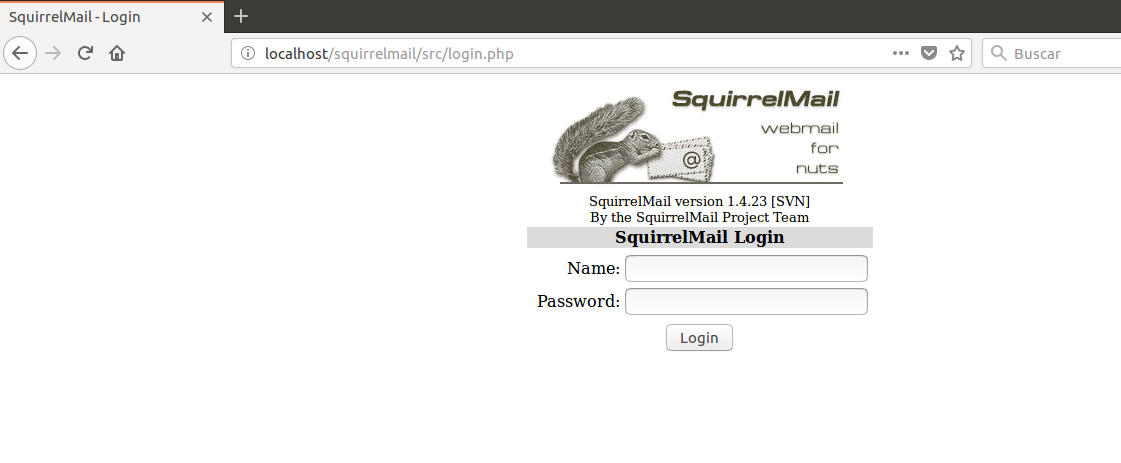 SquirrelMail - Login
localhost/squirrelmail/src/login.php
Buscar
SquirrelMail
webmail
for
nuts
@
SquirrelMail version 1.4.23 [SVN]
By the SquirrelMail Project Team
SquirrelMail Login
Name:
Password:
Login